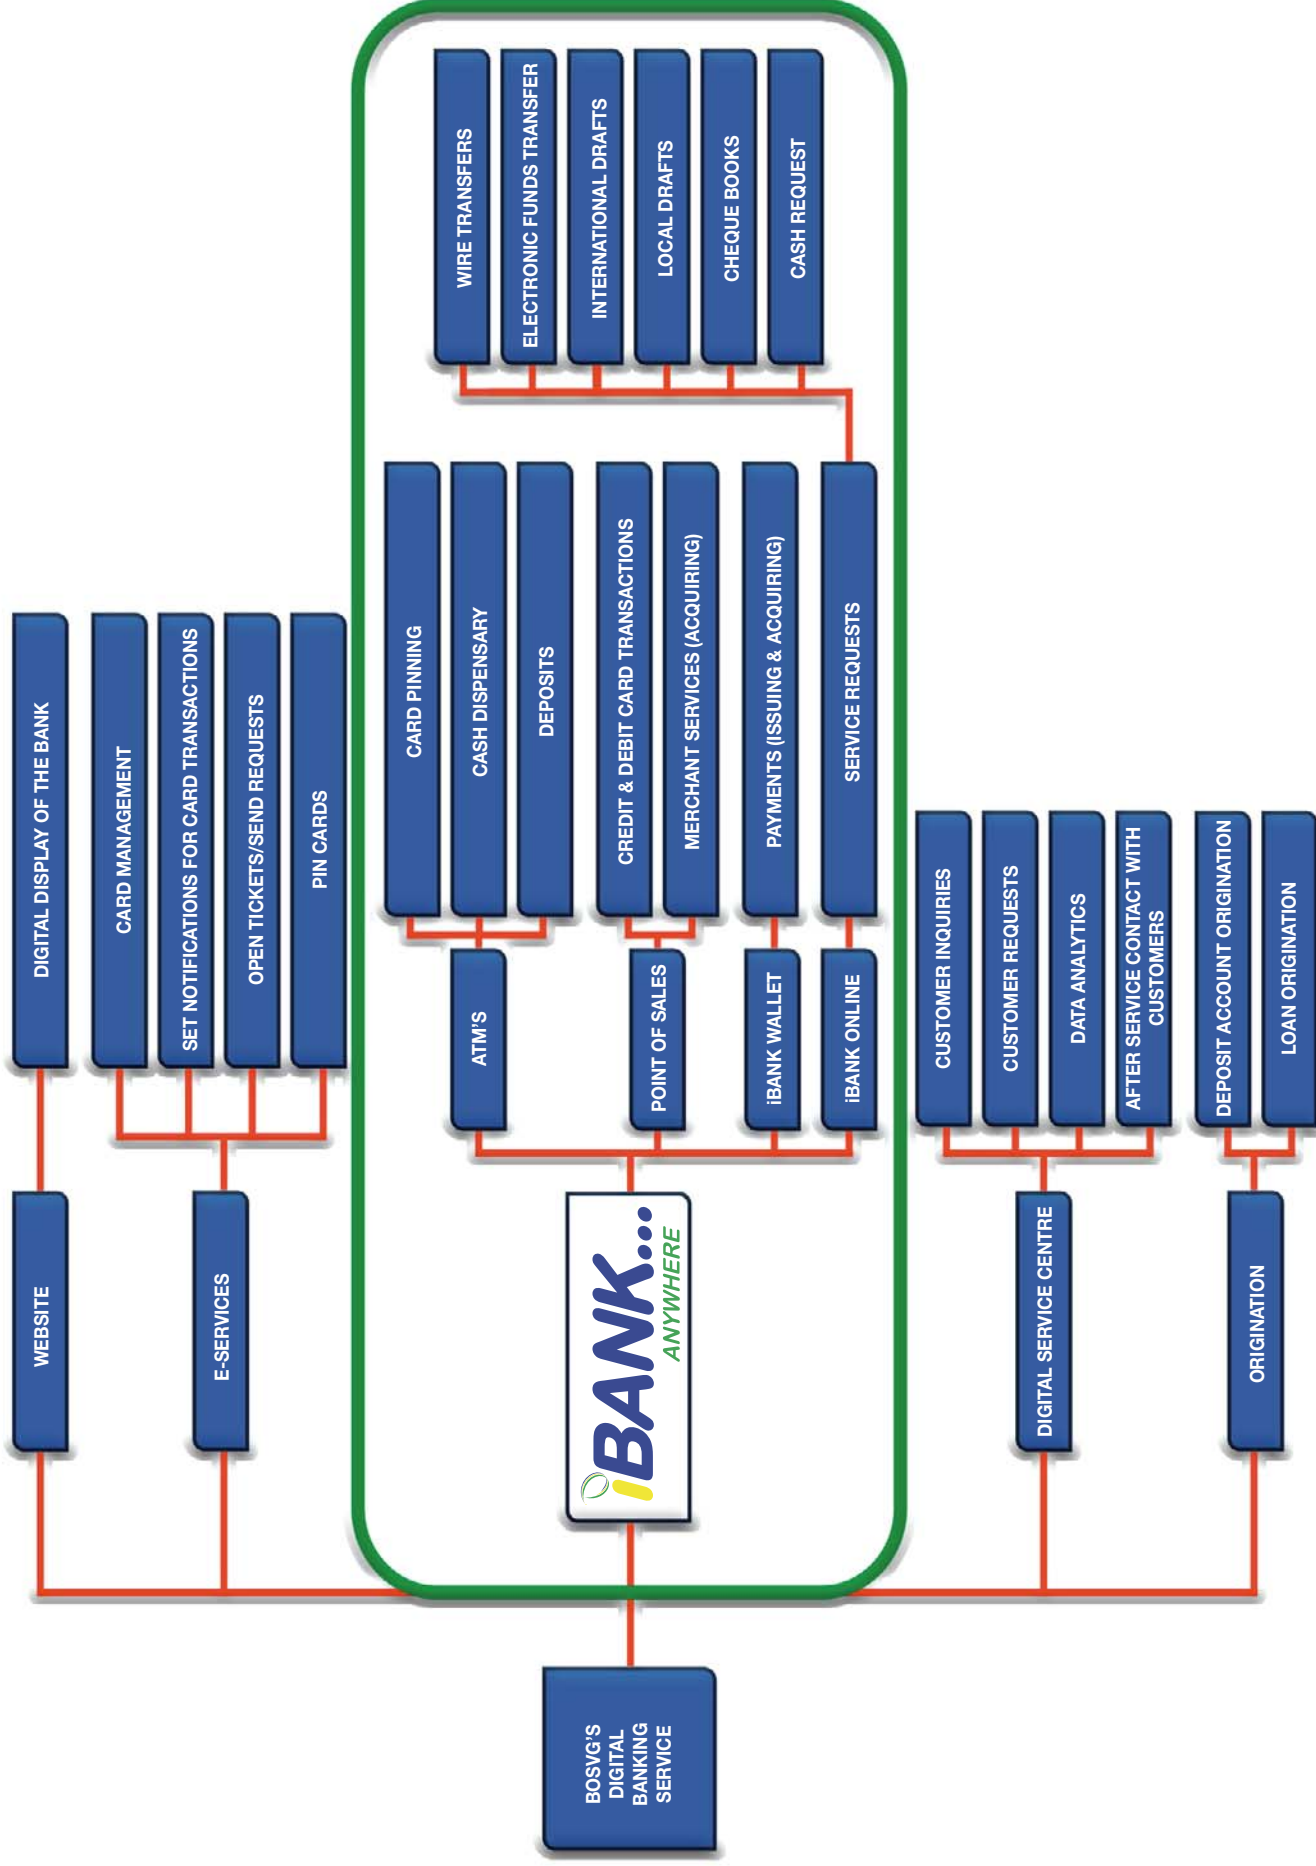 BOSVG'S
DIGITAL
BANKING
SERVICE
WEBSITE
DIGITAL DISPLAY OF THE BANK
E-SERVICES
CARD MANAGEMENT
SET NOTIFICATIONS FOR CARD TRANSACTIONS
OPEN TICKETS/SEND REQUESTS
PIN CARDS
iBANK...
ANYWHERE
ATM'S
CARD PINNING
CASH DISPENSARY
DEPOSITS
POINT OF SALES
CREDIT & DEBIT CARD TRANSACTIONS
MERCHANT SERVICES (ACQUIRING)
iBANK WALLET
PAYMENTS (ISSUING & ACQUIRING)
iBANK ONLINE
SERVICE REQUESTS
WIRE TRANSFERS
ELECTRONIC FUNDS TRANSFER
INTERNATIONAL DRAFTS
LOCAL DRAFTS
CHEQUE BOOKS
CASH REQUEST
DIGITAL SERVICE CENTRE
CUSTOMER INQUIRIES
CUSTOMER REQUESTS
DATA ANALYTICS
AFTER SERVICE CONTACT WITH
CUSTOMERS
ORIGINATION
DEPOSIT ACCOUNT ORIGINATION
LOAN ORIGINATION